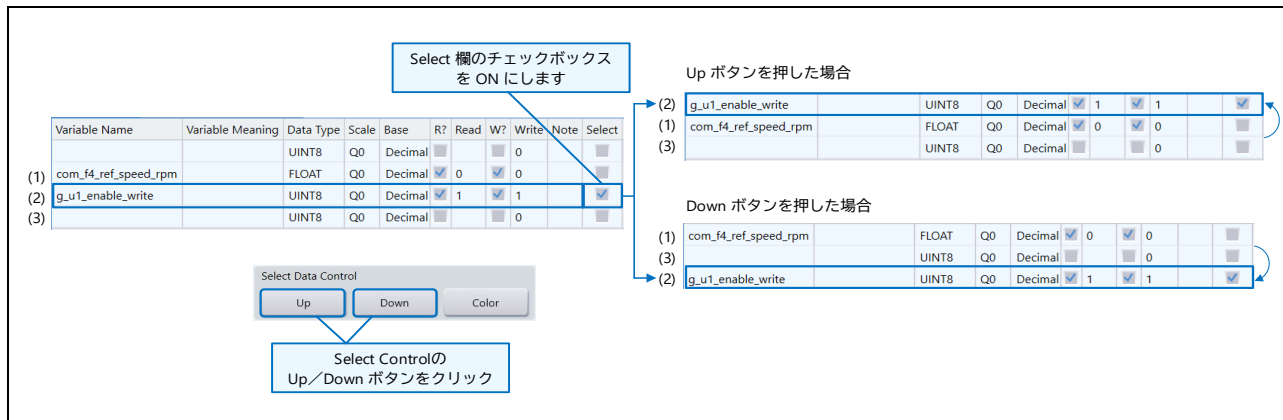 Select 欄のチェックボックス
を ON にします
Variable Name Variable Meaning Data Type Scale Base R? Read W? Write Note Select
UINT8 Q0 Decimal 0
(1) com_f4_ref_speed_rpm FLOAT Q0 Decimal 0 0
(2) g_u1_enable_write UINT8 Q0 Decimal 1 1
(3) UINT8 Q0 Decimal 0
Select Data Control
Up Down Color
Select Controlの
Up／Down ボタンをクリック
Up ボタンを押した場合
(2) g_u1_enable_write UINT8 Q0 Decimal 1 1
(1) com_f4_ref_speed_rpm FLOAT Q0 Decimal 0 0
(3) UINT8 Q0 Decimal 0
Down ボタンを押した場合
(1) com_f4_ref_speed_rpm FLOAT Q0 Decimal 0 0
(3) UINT8 Q0 Decimal 0
(2) g_u1_enable_write UINT8 Q0 Decimal 1 1